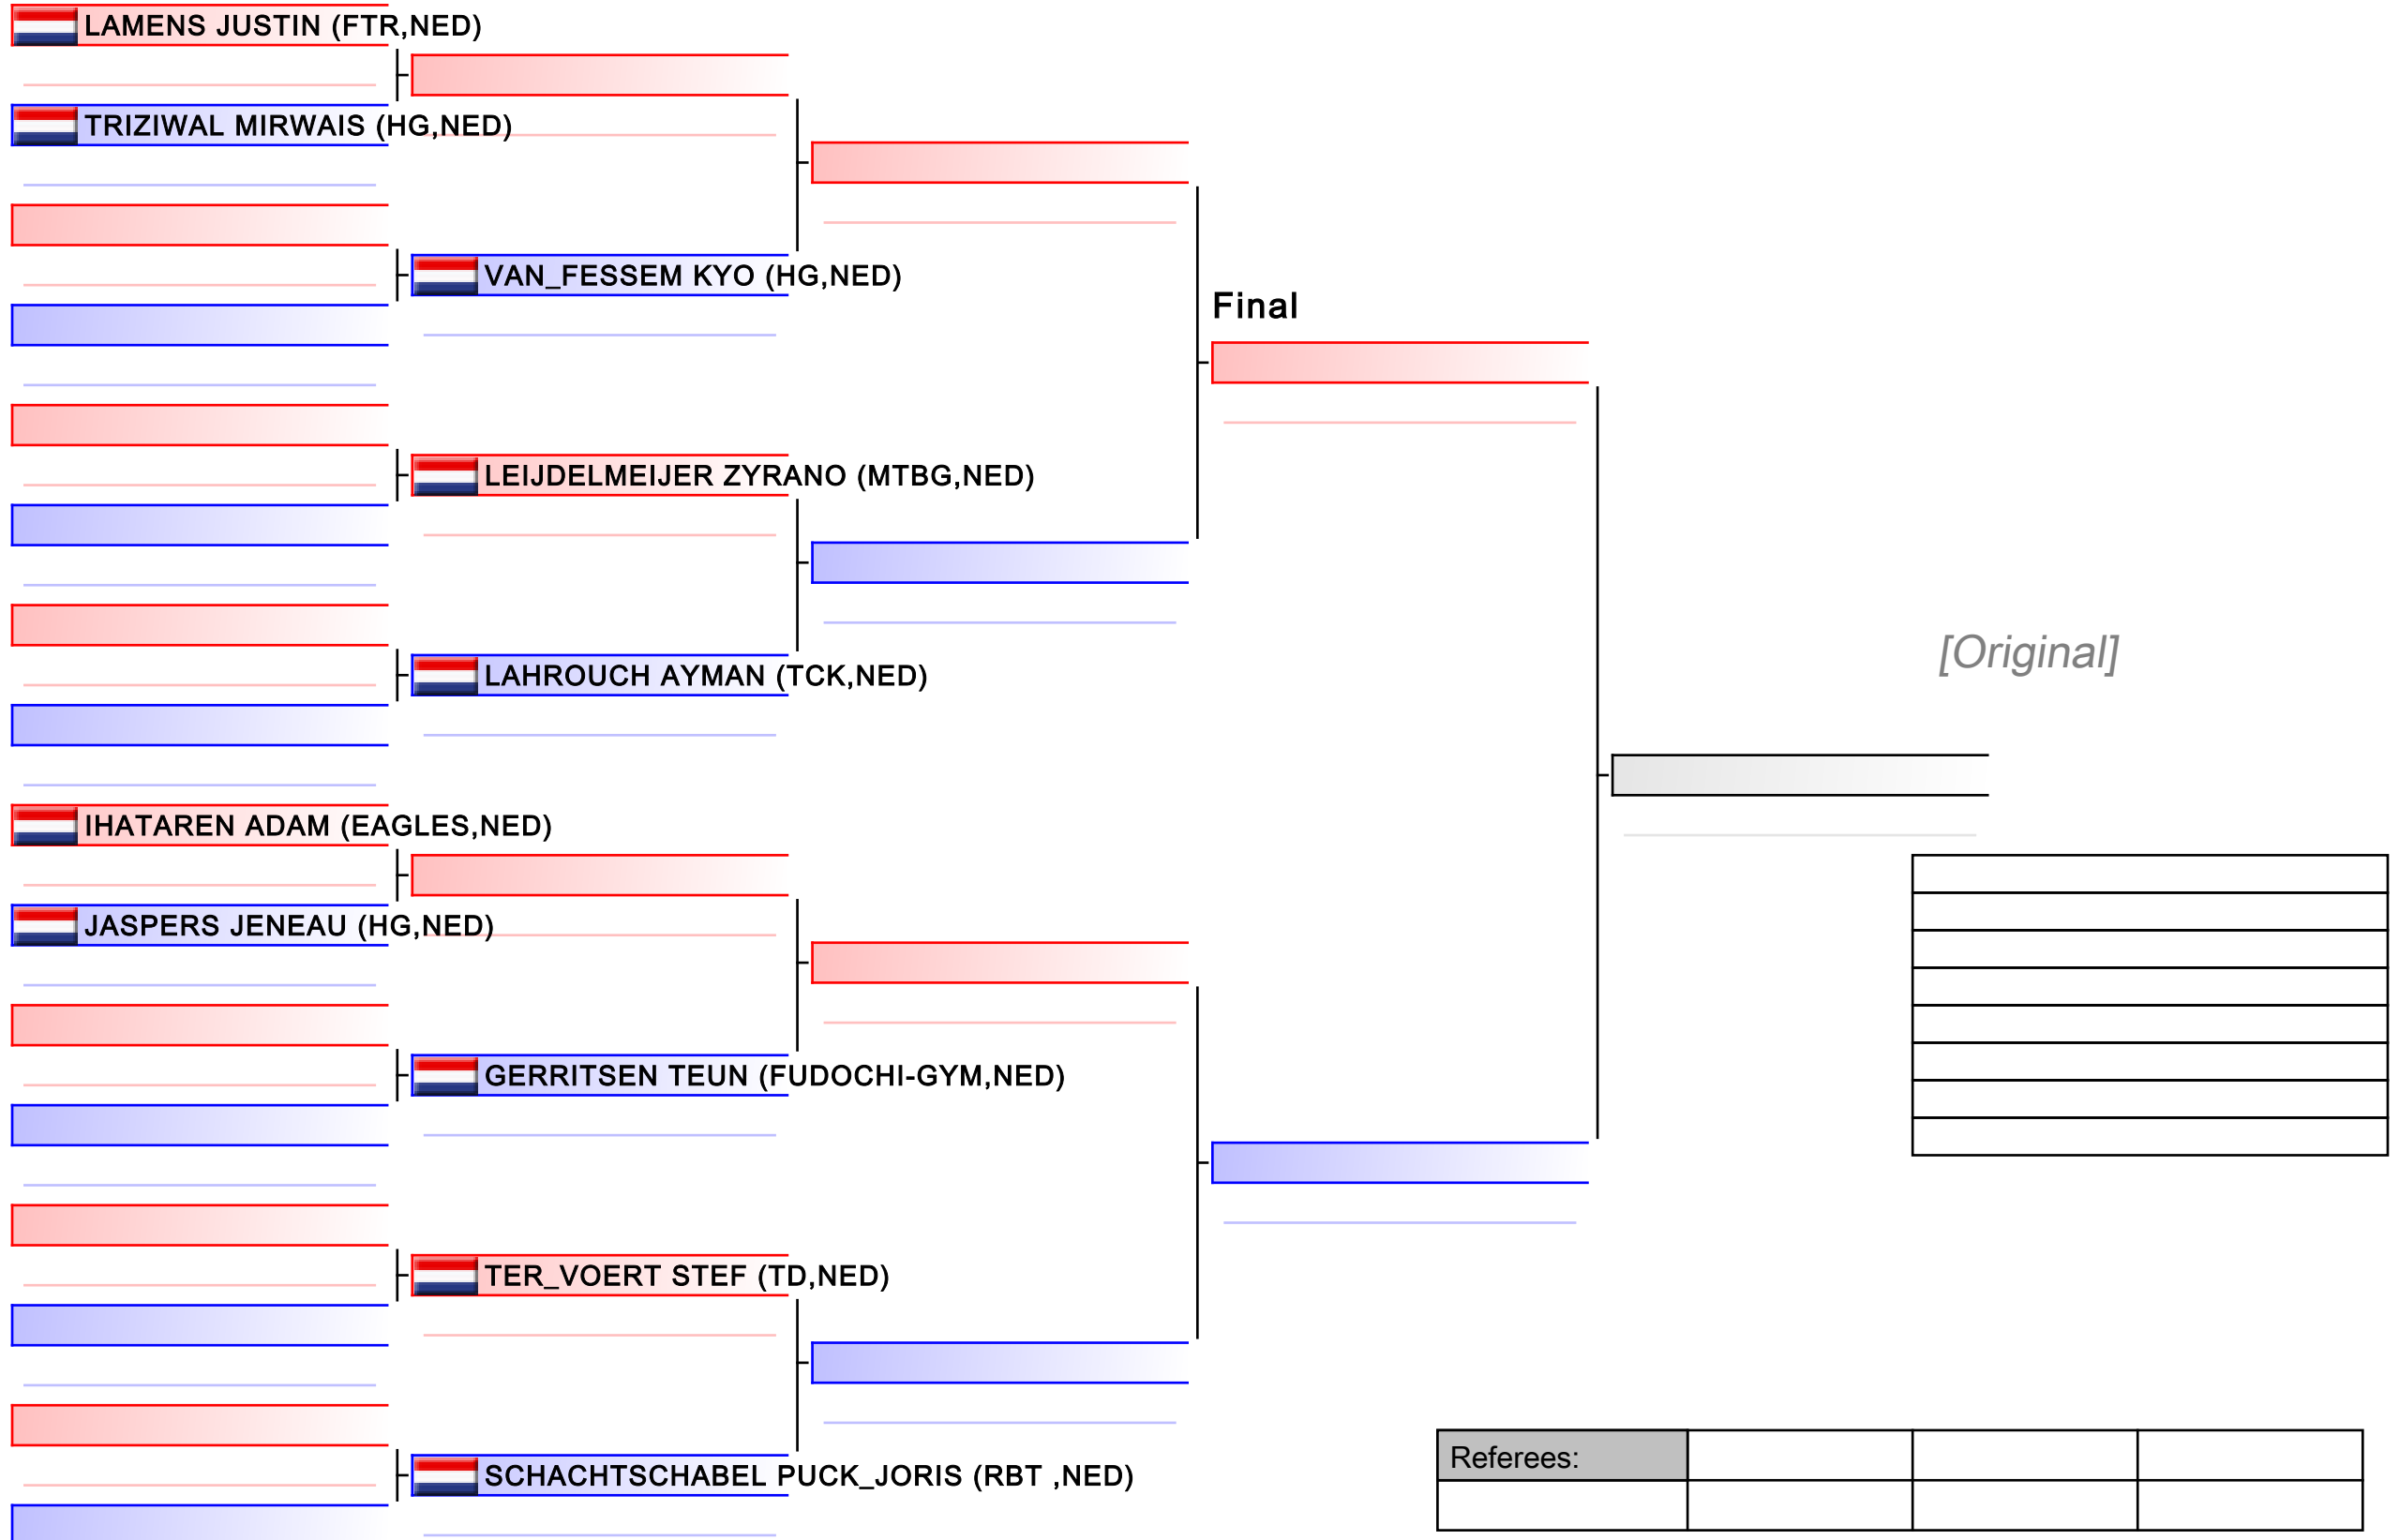 LAMENS JUSTIN (FTR,NED)
TRIZIWAL MIRWAIS (HG,NED)
VAN_FESSEM KYO (HG,NED)
Final
LEIJDELMEIJER ZYRANO (MTBG,NED)
[Original]
LAHROUCH AYMAN (TCK,NED)
IHATAREN ADAM (EAGLES,NED)
JASPERS JENEAU (HG,NED)
GERRITSEN TEUN (FUDOCHI-GYM,NED)
TER_VOERT STEF (TD,NED)
SCHACHTSCHABEL PUCK_JORIS (RBT ,NED)
Referees: